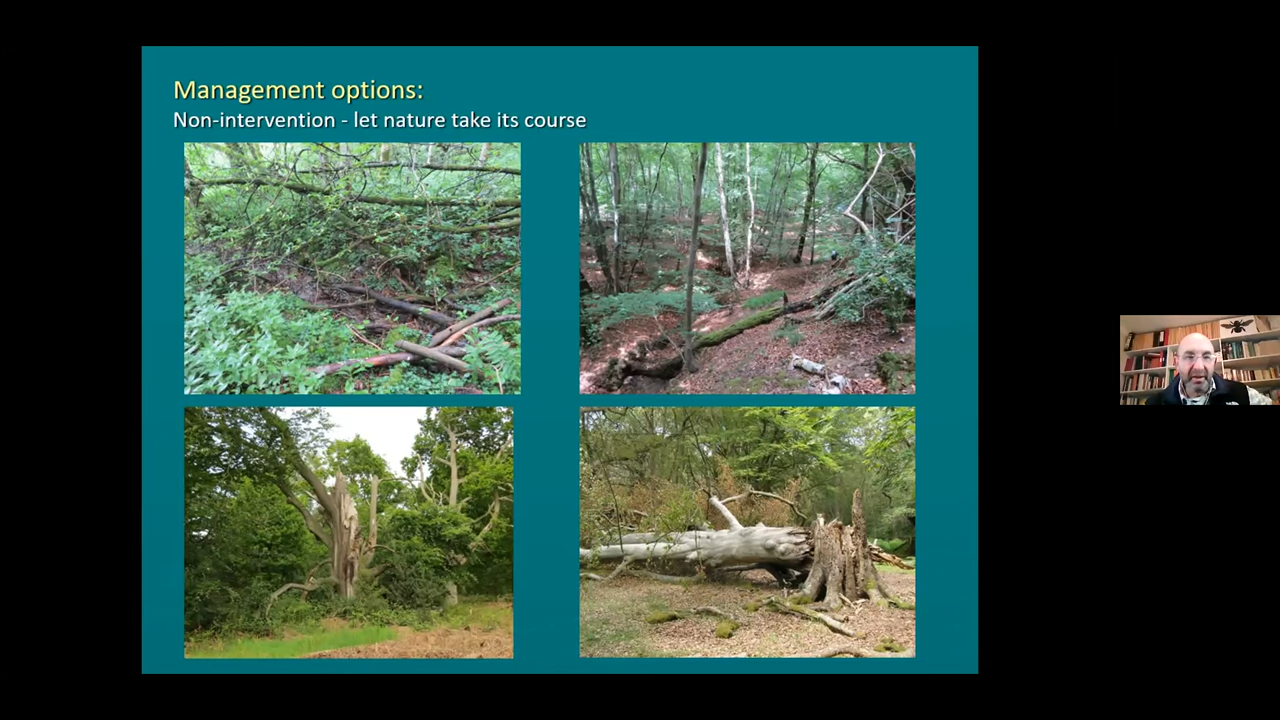 Management options:
Non-intervention - let nature take its course